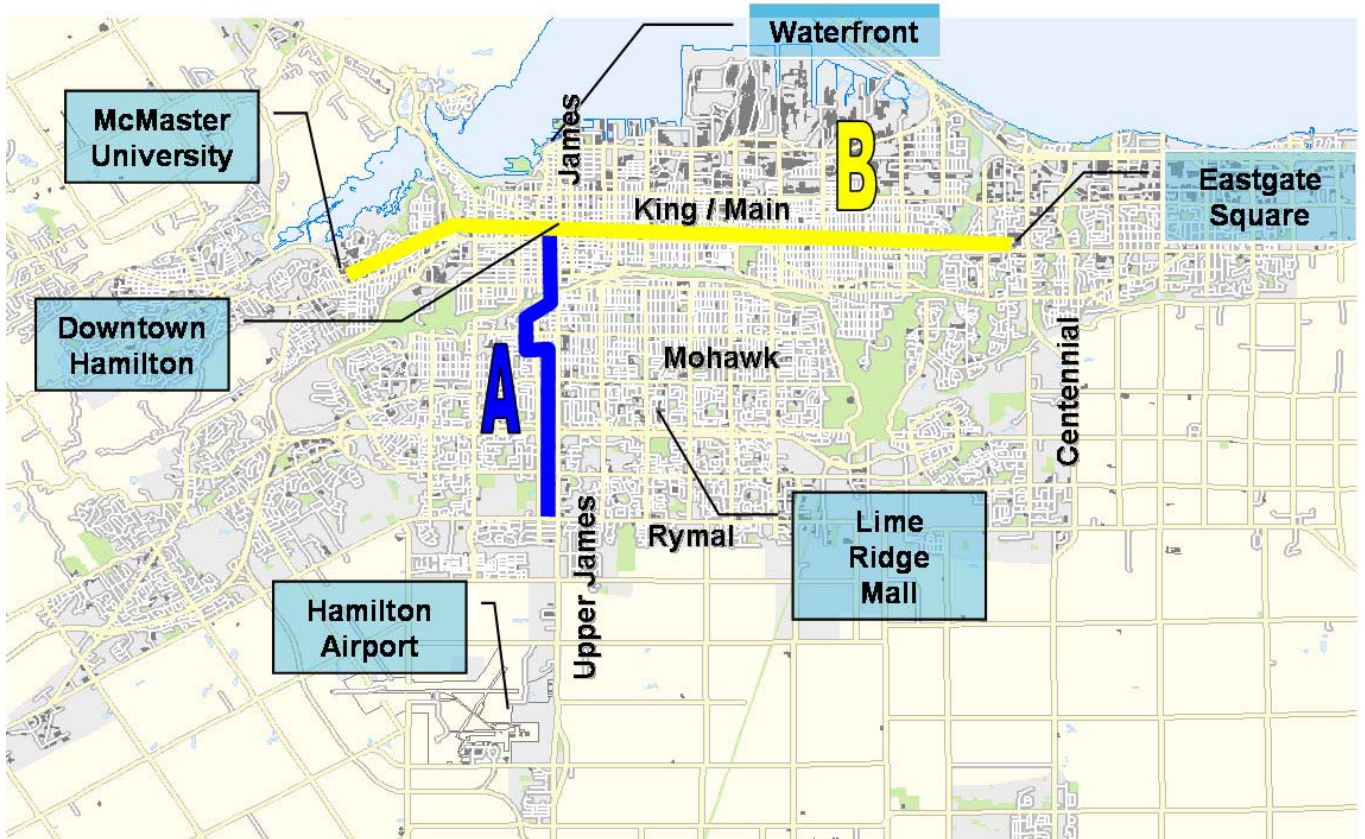 Waterfront
McMaster
University
James
B
Eastgate
Square
King / Main
Downtown
Hamilton
A
Mohawk
Centennial
Lime
Ridge
Mall
Rymal
Upper James
Hamilton
Airport